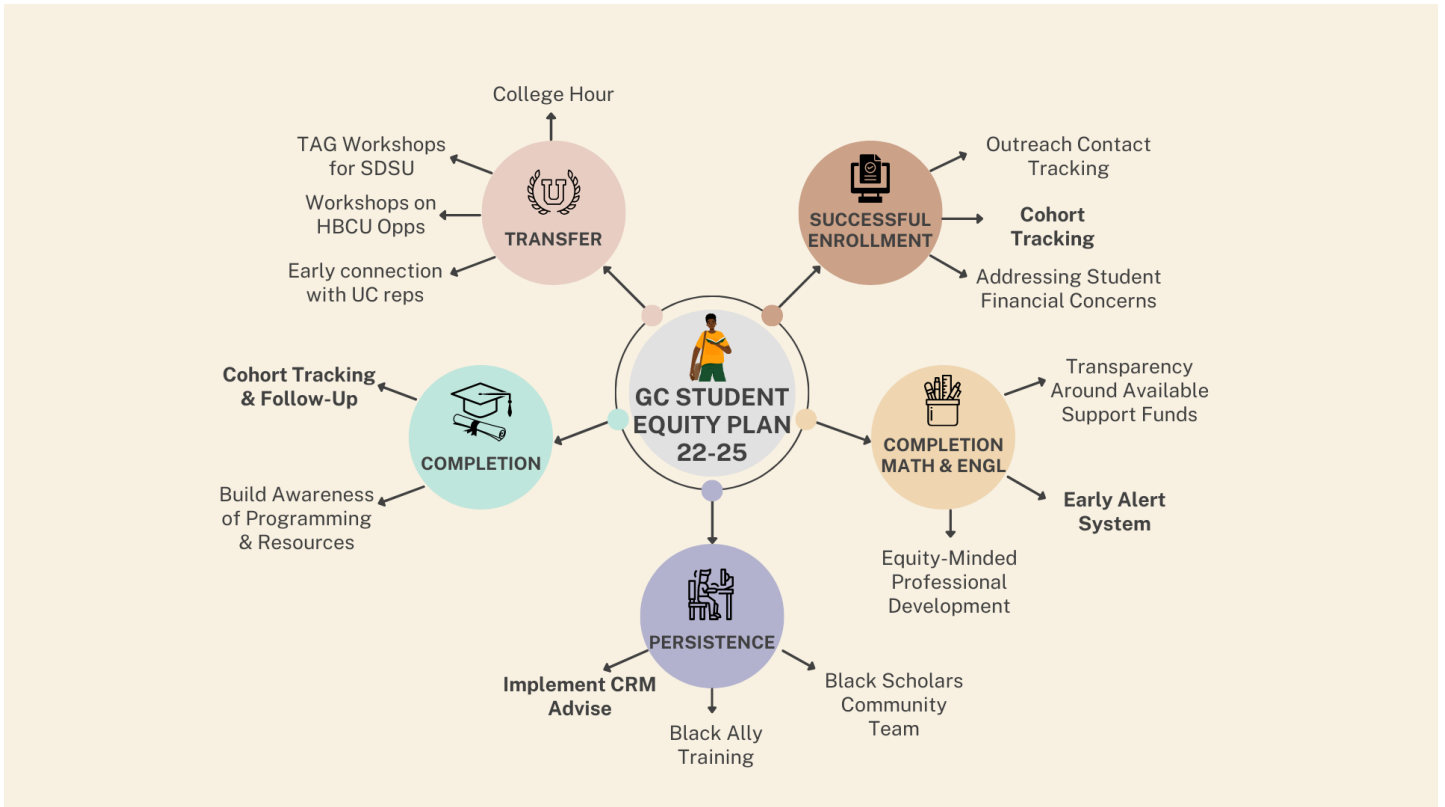 College Hour
TAG Workshops
for SDSU
Workshops on
HBCU Opps
Early connection
with UC reps
U
TRANSFER
SUCCESSFUL
ENROLLMENT
Outreach Contact
Tracking
Cohort
Tracking
Addressing Student
Financial Concerns
GC STUDENT
EQUITY PLAN
22-25
Cohort Tracking
& Follow-Up
COMPLETION
Build Awareness
of Programming
& Resources
COMPLETION
MATH & ENGL
Transparency
Around Available
Support Funds
Early Alert
System
Equity-Minded
Professional
Development
PERSISTENCE
Implement CRM
Advise
Black Ally
Training
Black Scholars
Community
Team